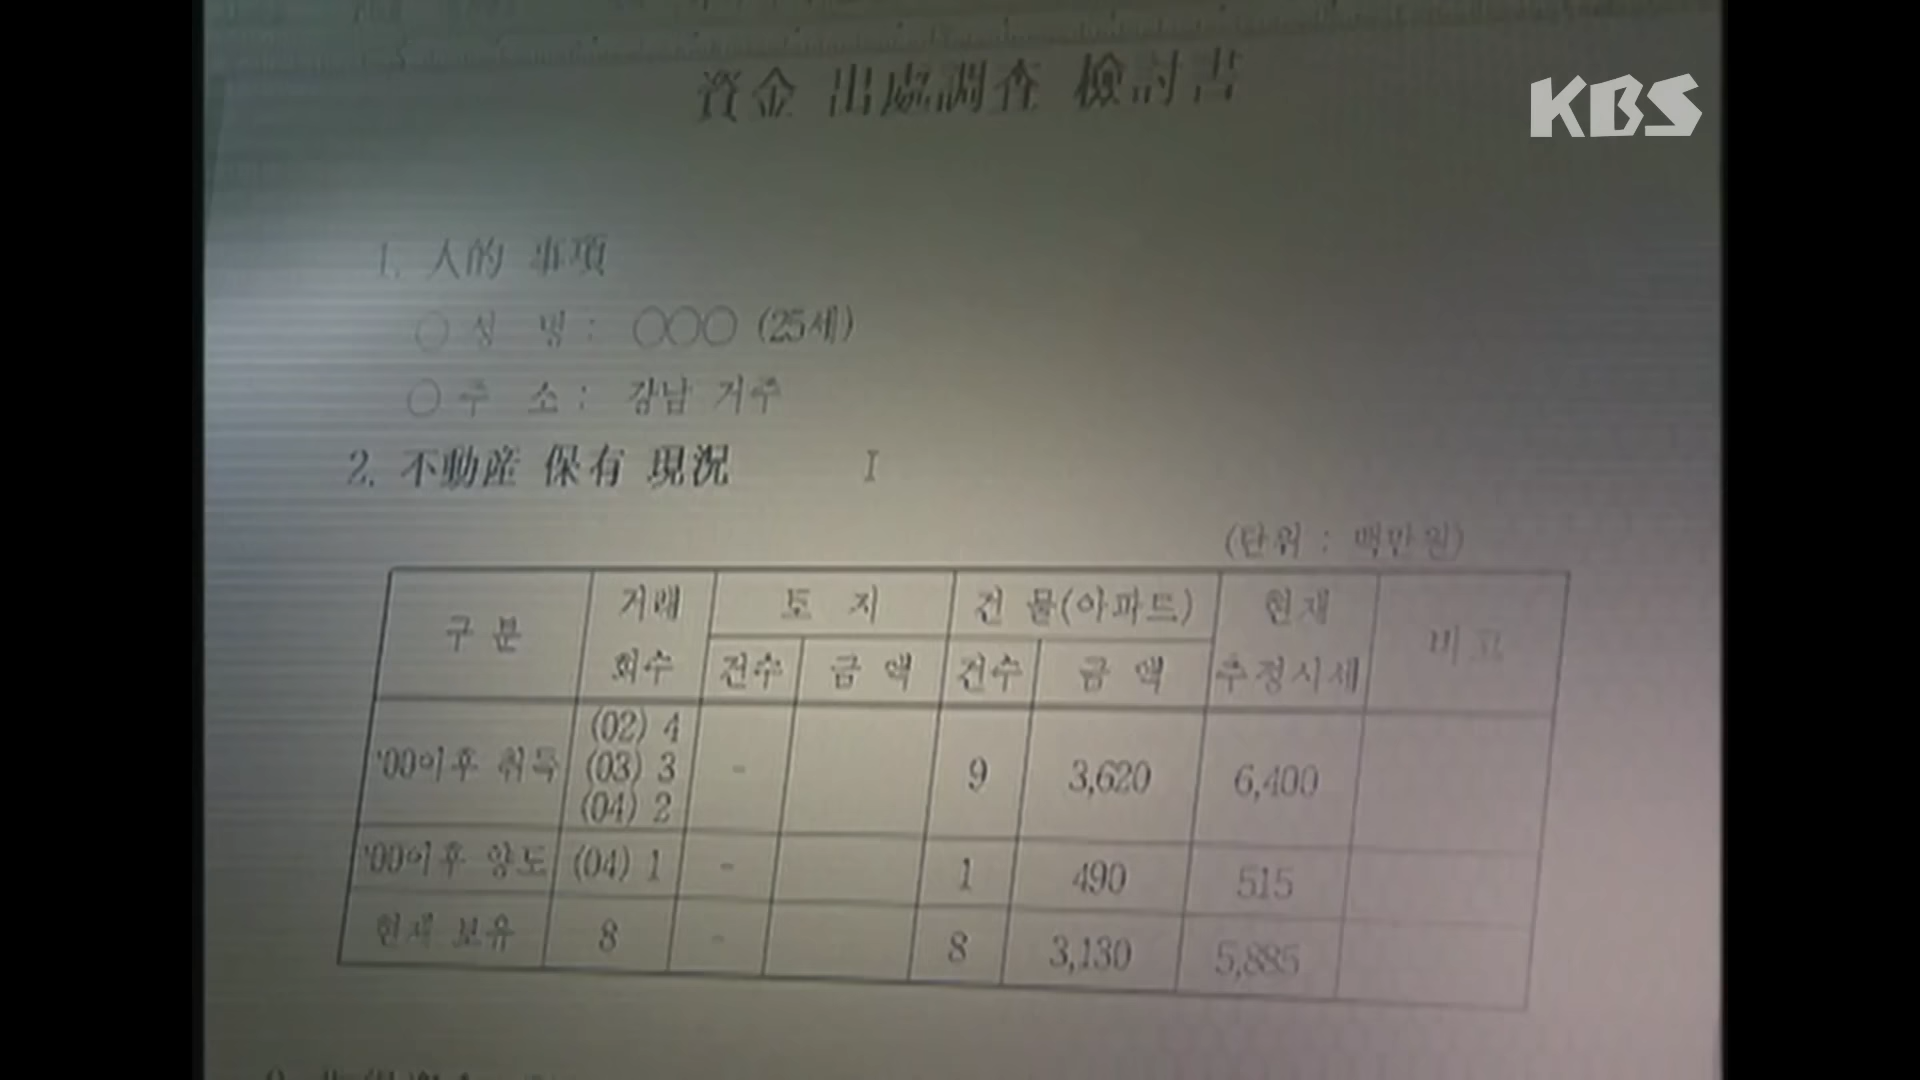 資金 出處調査 檢討書
KBS
1. 人的 事項
○ 성 명 : ○○○ (25세)
○ 주 소 : 강남 거주
2. 不動産 保有 現況
(단위 : 백만원)
구 분 거래 회수 토 지 건 물(아파트) 현재 추정시세 비고
건수 금 액 건수 금 액
'00이후 취득 (02) 4 (03) 3 (04) 2 - 9 3,620 6,400
'00이후 양도 (04) 1 - 1 490 515
현재 보유 8 - 8 3,130 5,885